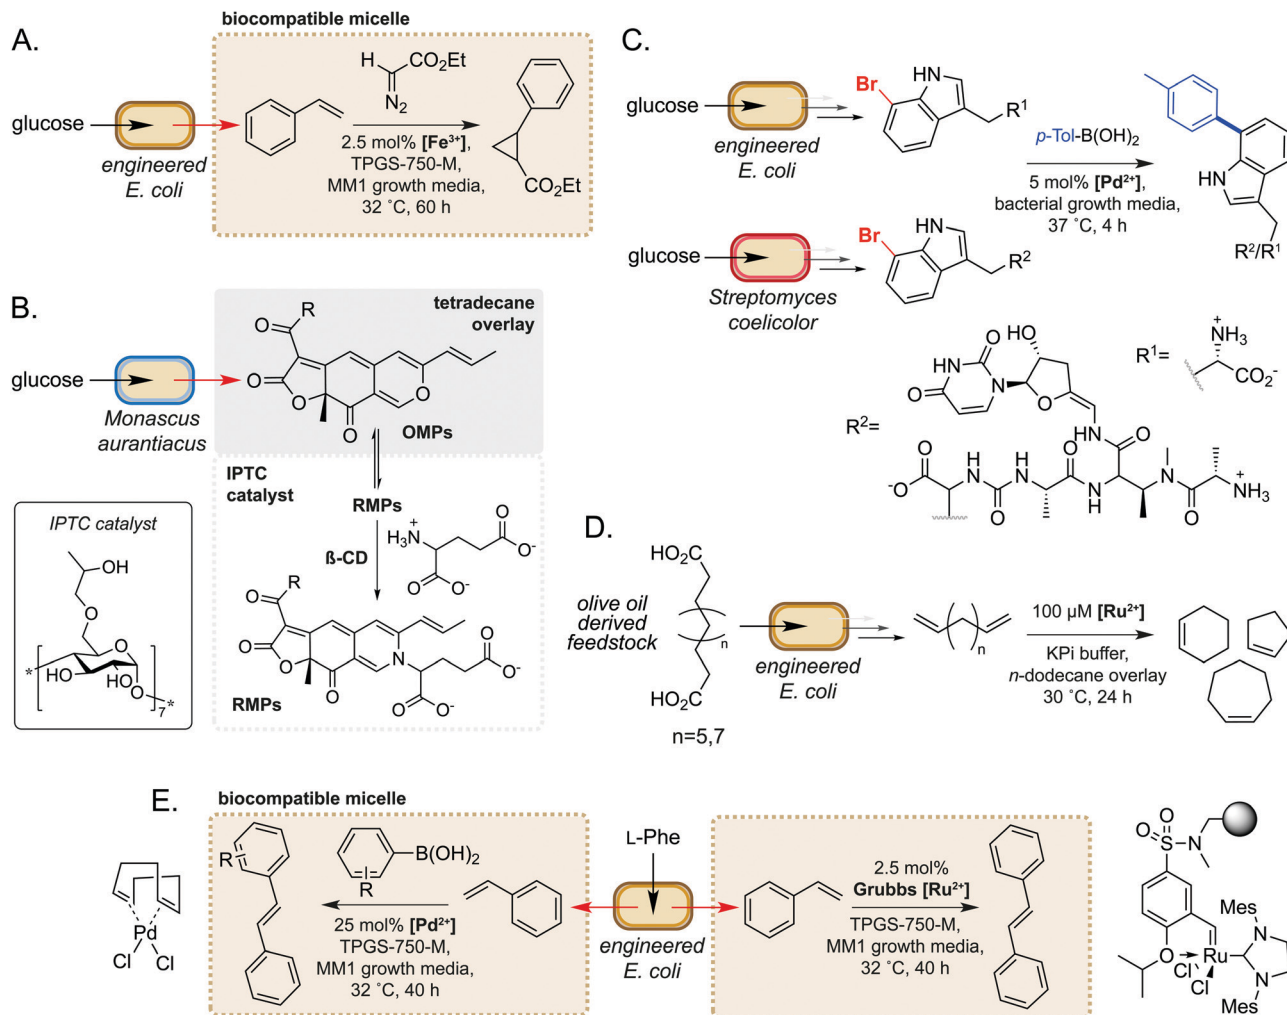 A.
biocompatible micelle
glucose
engineered
E. coli
H
CO2Et
N2
2.5 mol% [Fe3+],
TPGS-750-M,
MM1 growth media,
32 ˚C, 60 h
CO2Et
B.
glucose
Monascus
aurantiacus
tetradecane
overlay
R
O
O
O
O
O
OMPs
IPTC
catalyst
RMPs
ß-CD
+
H3N
O
O-
O
O-
R
O
O
O
O
N
O
O-
O
O-
RMPs
IPTC catalyst
OH
O
O
HO
HO
O
*
*
7
C.
glucose
engineered
E. coli
Br
HN
R1
p-Tol-B(OH)2
5 mol% [Pd2+],
bacterial growth media,
37 ˚C, 4 h
HN
R2/R1
glucose
Streptomyces
coelicolor
Br
HN
R2
R1=
+
NH3
CO2-
R2=
O
HN
O
N
HO
O
HN
O
O
-O
H
N
O
H
N
O
N
H
O
N
O
+
NH3
D.
olive oil
derived
feedstock
HO2C
n
HO2C
n=5,7
engineered
E. coli
n
100 µM [Ru2+]
KPi buffer,
n-dodecane overlay
30 ˚C, 24 h
E.
biocompatible micelle
Pd
Cl
Cl
R
B(OH)2
R
25 mol% [Pd2+]
TPGS-750-M,
MM1 growth media,
32 ˚C, 40 h
L-Phe
engineered
E. coli
2.5 mol%
Grubbs [Ru2+]
TPGS-750-M,
MM1 growth media,
32 ˚C, 40 h
O
O
S
N
O
Cl
Cl
Ru
Mes
N
N
Mes